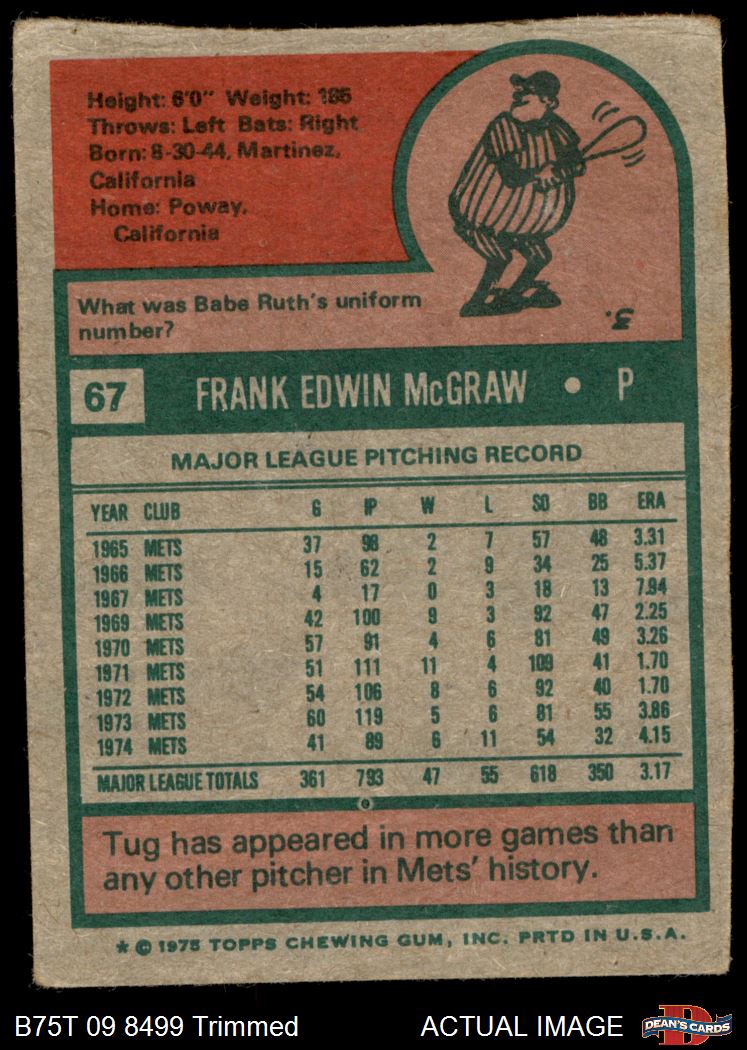 Height: 6'0" Weight: 185
Throws: Left Bats: Right
Born: 8-30-44, Martinez,
California
Home: Poway,
California
What was Babe Ruth's uniform
number?
3.
67 FRANK EDWIN McGRAW • P
MAJOR LEAGUE PITCHING RECORD
YEAR CLUB G IP W L SO BB ERA
1965 METS 37 98 2 7 57 48 3.31
1966 METS 15 62 2 9 34 25 5.37
1967 METS 4 17 0 3 18 13 7.94
1969 METS 42 100 9 3 92 47 2.25
1970 METS 57 91 4 6 81 49 3.26
1971 METS 51 111 11 4 109 41 1.70
1972 METS 54 106 8 6 92 40 1.70
1973 METS 60 119 5 6 81 55 3.86
1974 METS 41 89 6 11 54 32 4.15
MAJOR LEAGUE TOTALS 361 793 47 55 618 350 3.17
Tug has appeared in more games than
any other pitcher in Mets' history.
* © 1975 TOPPS CHEWING GUM, INC. PRTD IN U.S.A.
B75T 09 8499 Trimmed ACTUAL IMAGE DEAN'S CARDS